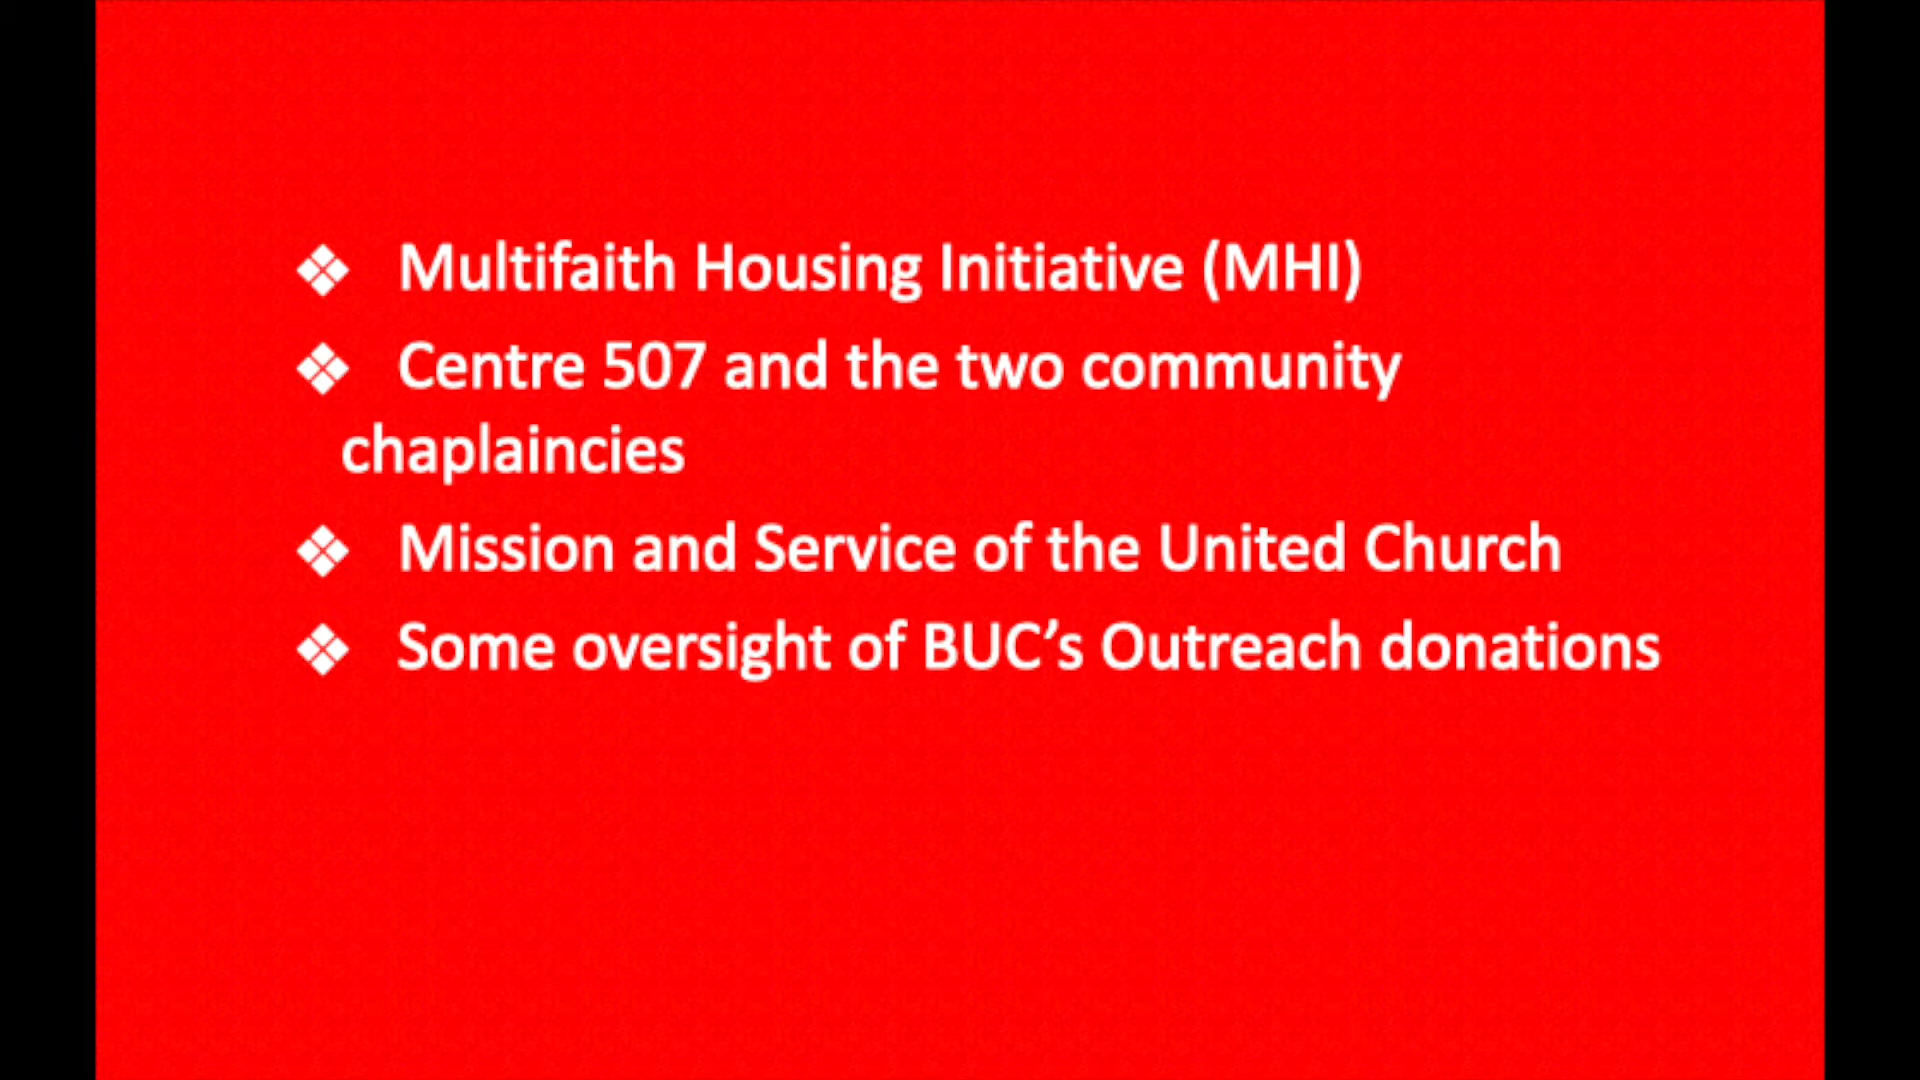 ❖ Multifaith Housing Initiative (MHI)
❖ Centre 507 and the two community
chaplaincies
❖ Mission and Service of the United Church
❖ Some oversight of BUC’s Outreach donations